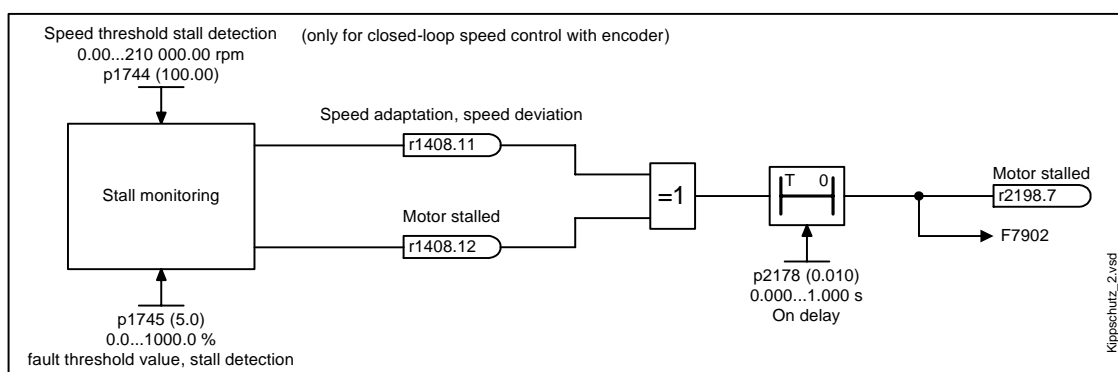 Speed threshold stall detection
(only for closed-loop speed control with encoder)
0.00...210 000.00 rpm
p1744 (100.00)
Speed adaptation, speed deviation
r1408.11
Stall monitoring
Motor stalled
r1408.12
=1
T 0
Motor stalled
r2198.7
F7902
p2178 (0.010)
0.000...1.000 s
On delay
p1745 (5.0)
0.0...1000.0 %
fault threshold value, stall detection
Kippschutz_2.vsd